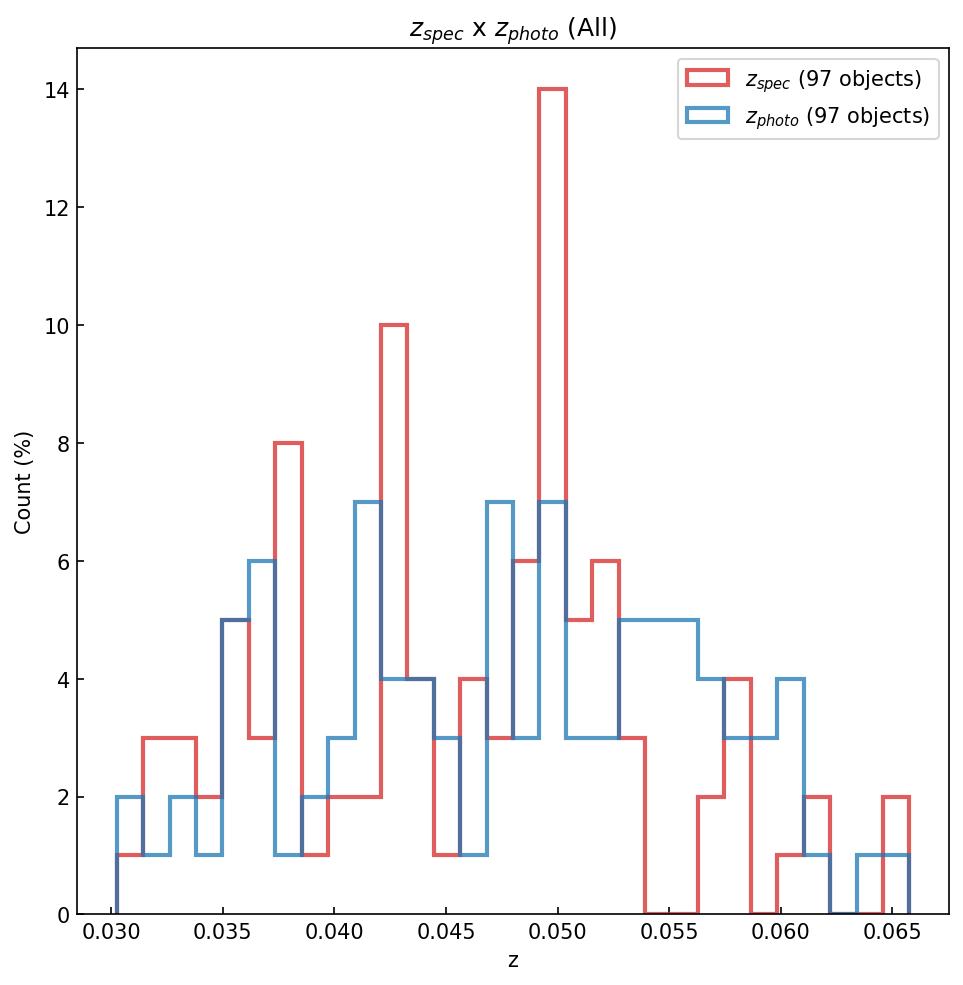 z_spec x z_photo (All)
z_spec (97 objects)
z_photo (97 objects)
Count (%)
14
12
10
8
6
4
2
0
0.030 0.035 0.040 0.045 0.050 0.055 0.060 0.065
z